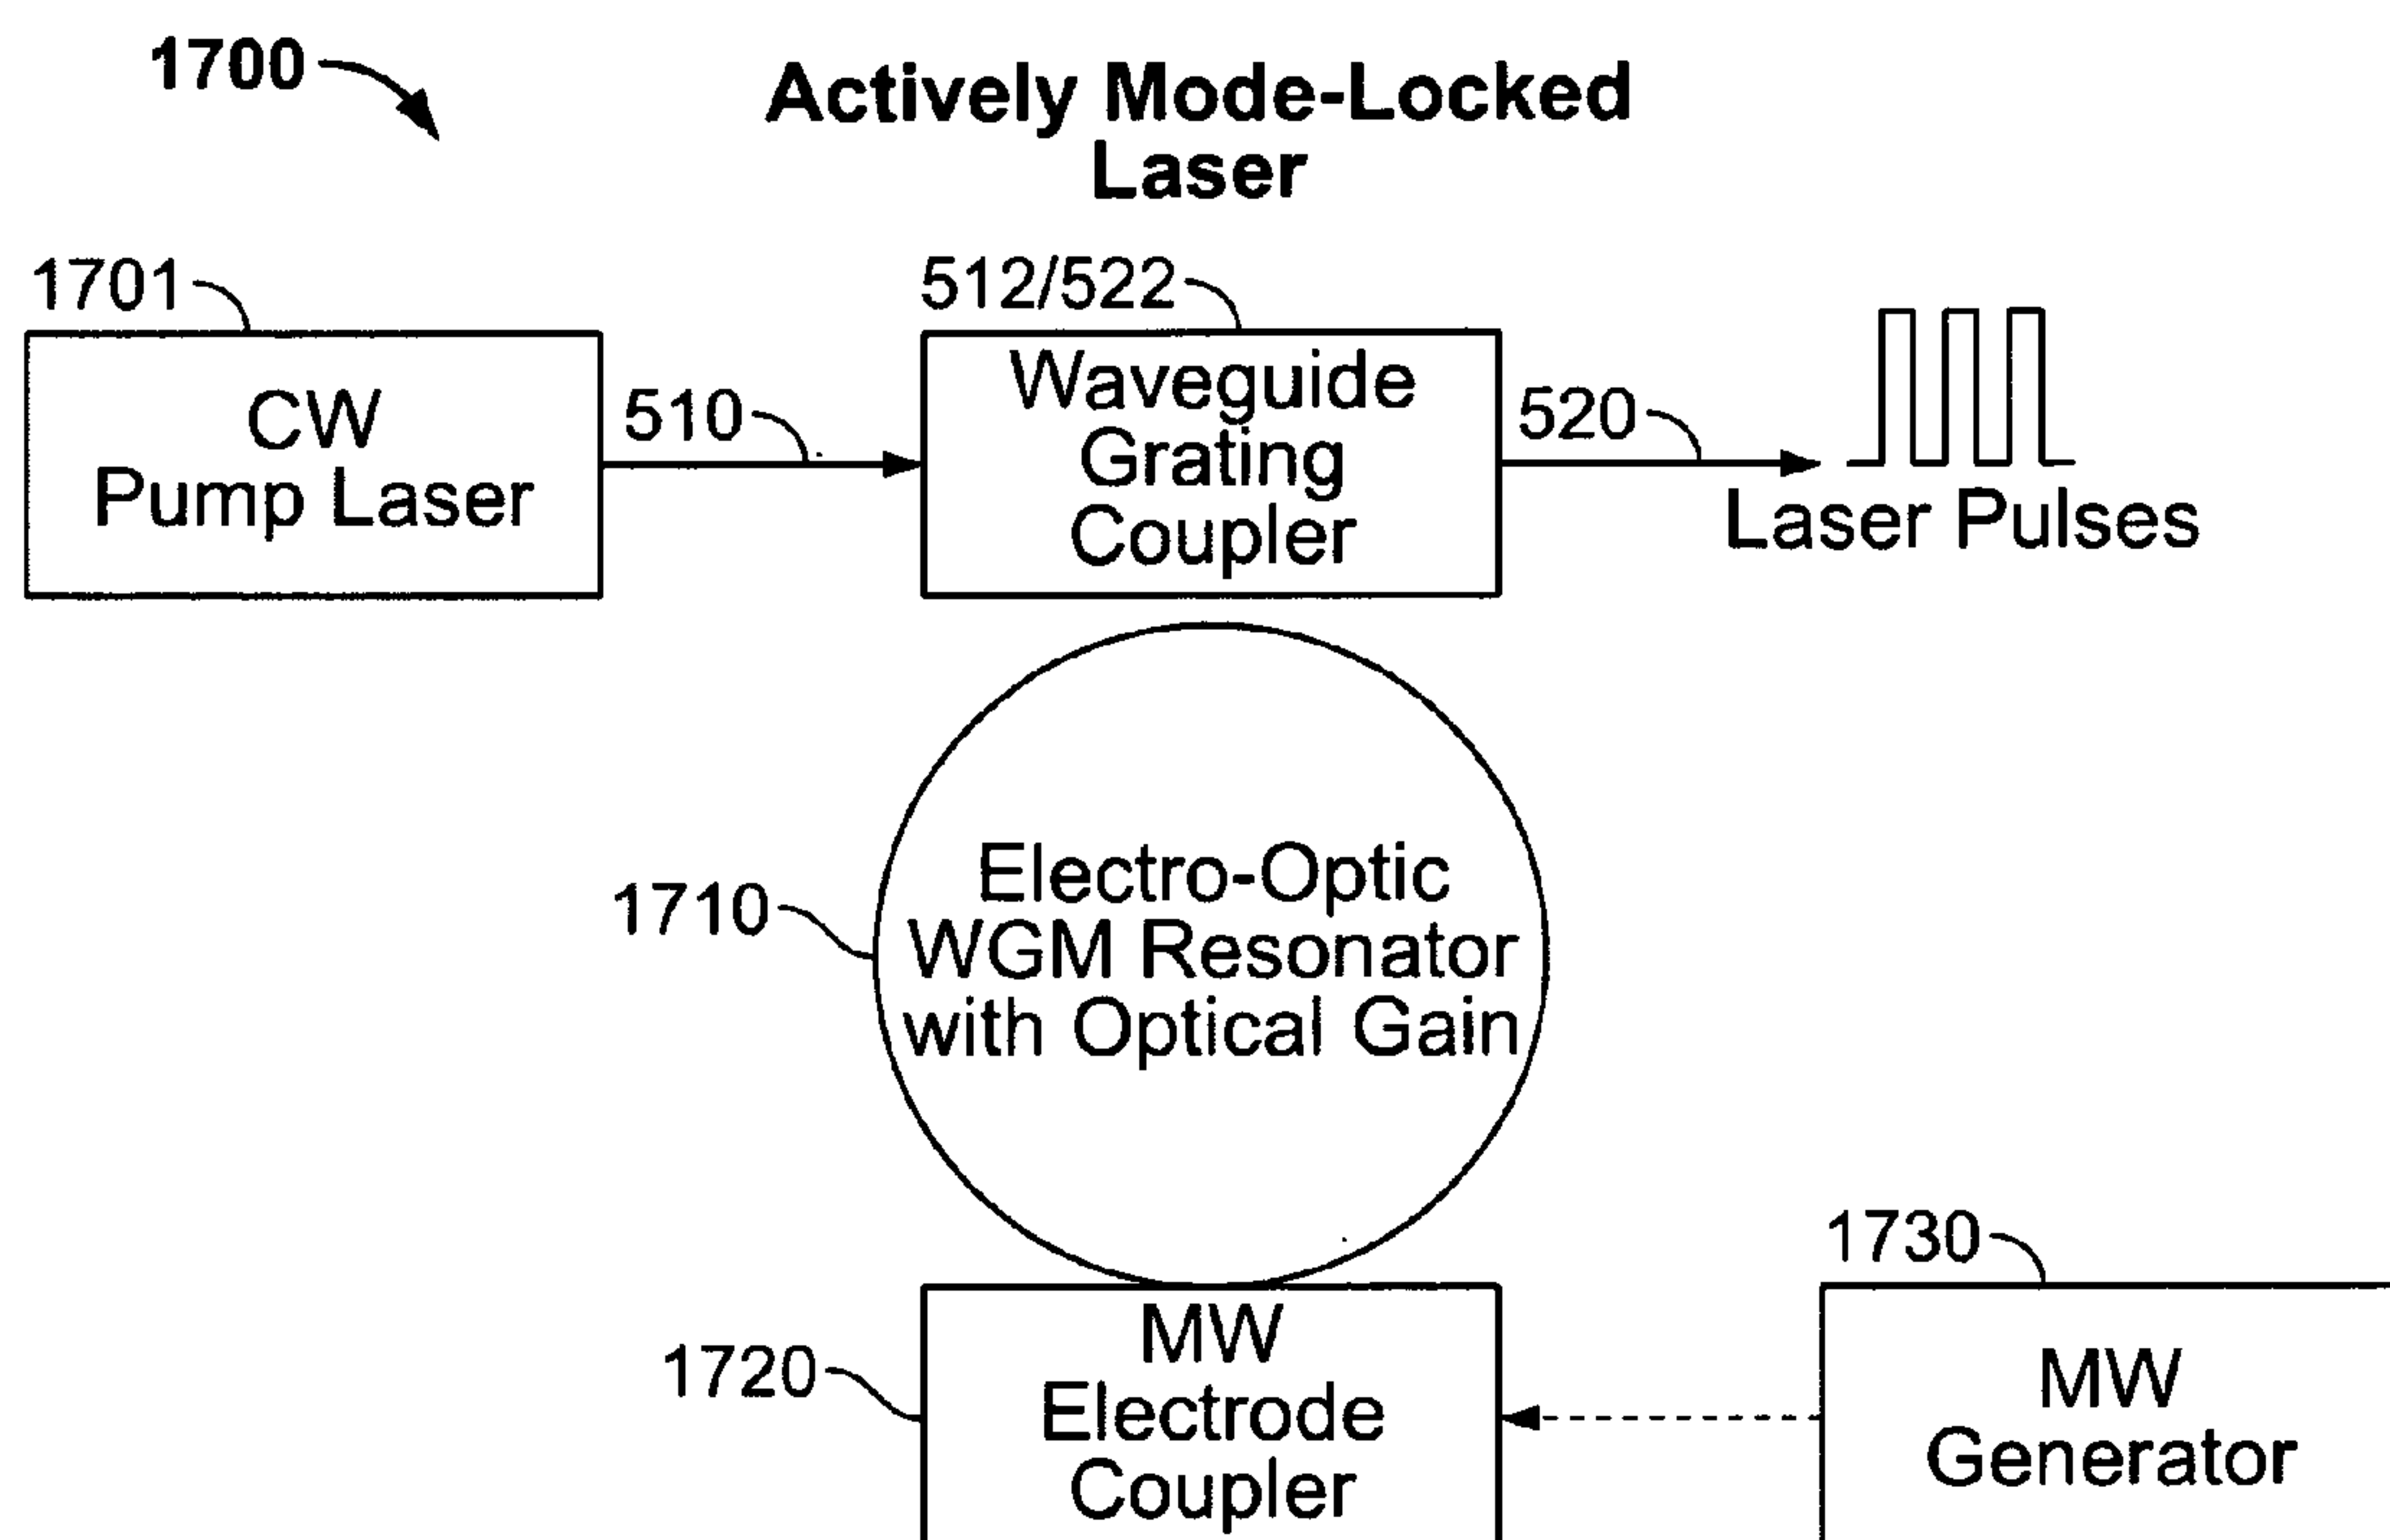 1700
Actively Mode-Locked
Laser
1701
512/522
CW
Pump Laser
510
Waveguide
Grating
Coupler
520
Laser Pulses
1710
Electro-Optic
WGM Resonator
with Optical Gain
1720
MW
Electrode
Coupler
1730
MW
Generator